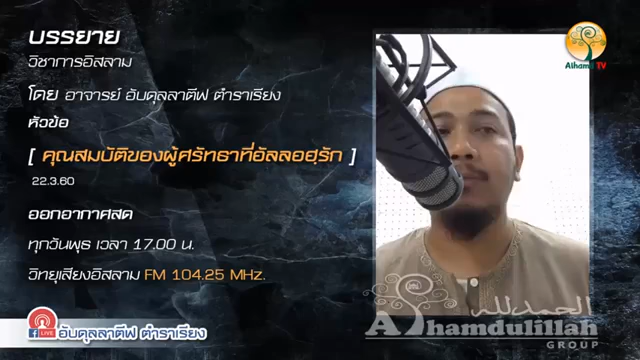 บรรยาย
วิชาการอิสลาม
โดย อาจารย์ อับดุลลาตีฟ ตำราเรียง
หัวข้อ
[ คุณสมบัติของผู้ศรัทธาที่อัลลอฮฺรัก ]
22.3.60
ออกอากาศสด
ทุกวันพุธ เวลา 17.00 น.
วิทยุเสียงอิสลาม FM 104.25 MHz.
LIVE
อับดุลลาตีฟ ตำราเรียง
Alhamd TV
الحمد لله
Alhamdulillah
GROUP